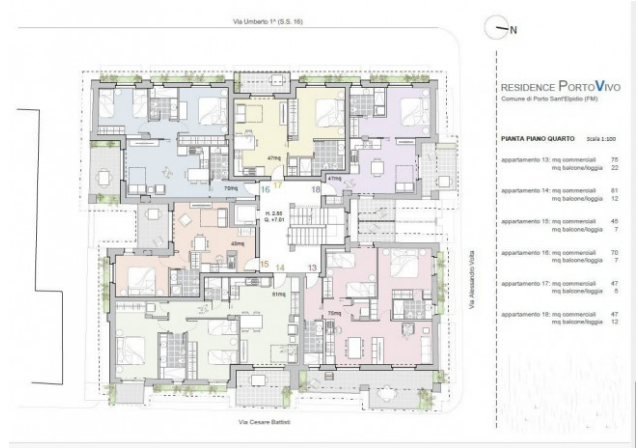 Via Umberto 1° (S.S. 16)
N
RESIDENCE PORTOVIVO
Comune di Porto Sant'Elpidio (FM)
PIANTA PIANO QUARTO Scala 1:100
appartamento 13: mq commerciali 75
mq balcone/loggia 22
appartamento 14: mq commerciali 81
mq balcone/loggia 12
appartamento 15: mq commerciali 45
mq balcone/loggia 7
appartamento 16: mq commerciali 70
mq balcone/loggia 7
appartamento 17: mq commerciali 47
mq balcone/loggia 5
appartamento 18: mq commerciali 47
mq balcone/loggia 12
47mq
70mq
16
17
18
47mq
H. 2.80
45mq
15
14
13
81mq
75mq
Via Alessandro Volta
Via Cesare Battisti